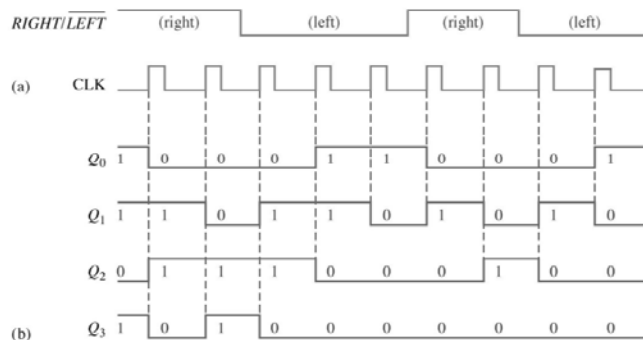 RIGHT/LEFT (right) (left) (right) (left)
(a) CLK
Q0 1 0 0 0 1 1 0 0 0 1
Q1 1 1 0 1 1 0 1 0 1 0
Q2 0 1 1 1 0 0 0 1 0 0
(b) Q3 1 0 1 0 0 0 0 0 0 0